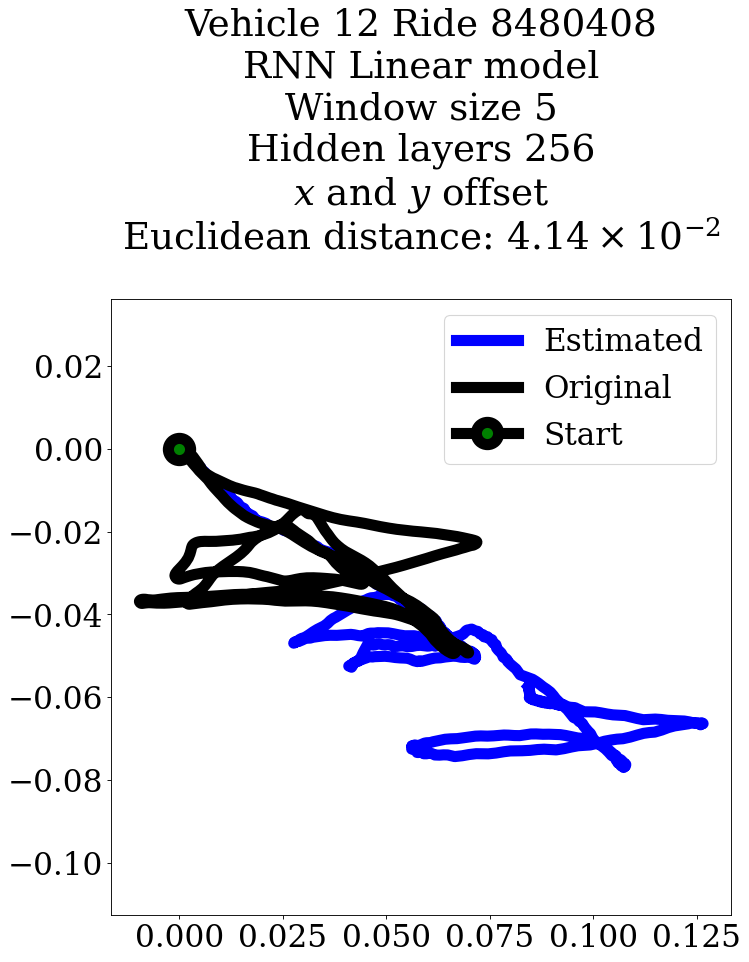 Vehicle 12 Ride 8480408
RNN Linear model
Window size 5
Hidden layers 256
x and y offset
Euclidean distance: 4.14 × 10⁻²
Estimated
Original
Start
0.02
0.00
−0.02
−0.04
−0.06
−0.08
−0.10
0.000 0.025 0.050 0.075 0.100 0.125